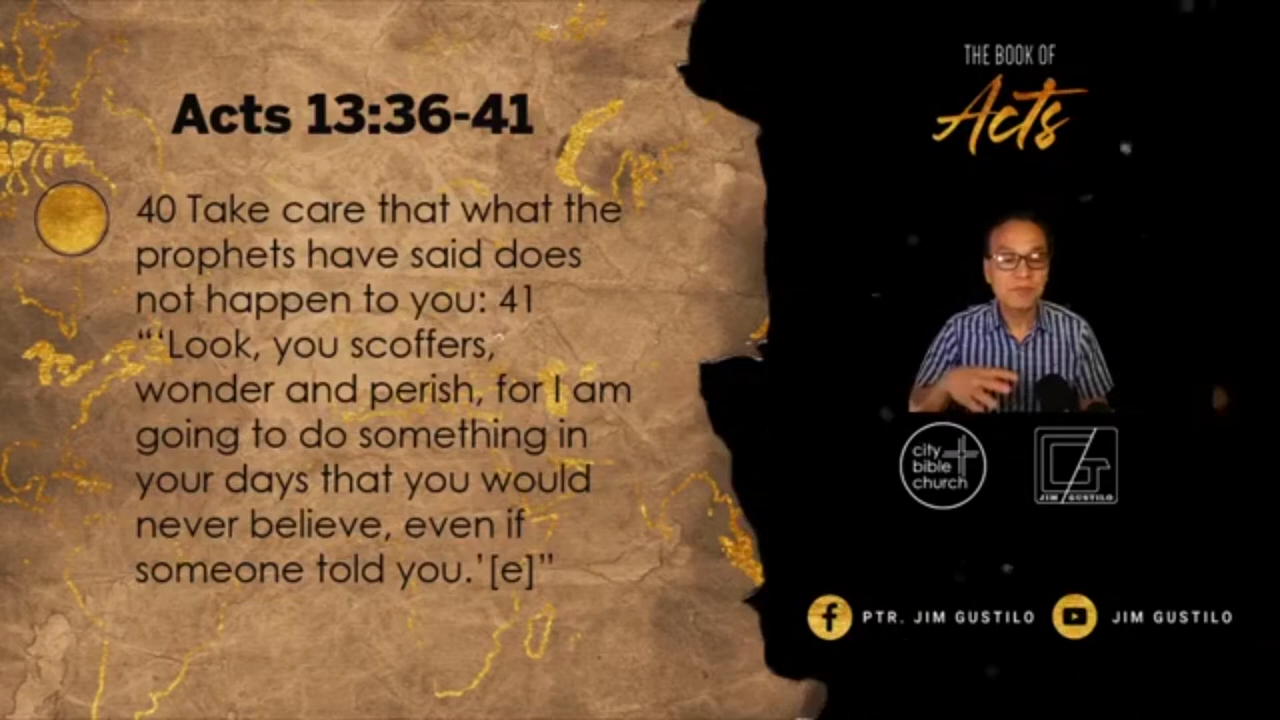 Acts 13:36-41
40 Take care that what the
prophets have said does
not happen to you: 41
“‘Look, you scoffers,
wonder and perish, for I am
going to do something in
your days that you would
never believe, even if
someone told you.’[e]”
THE BOOK OF
Acts
city
bible
church
JIM GUSTILO
PTR. JIM GUSTILO
JIM GUSTILO